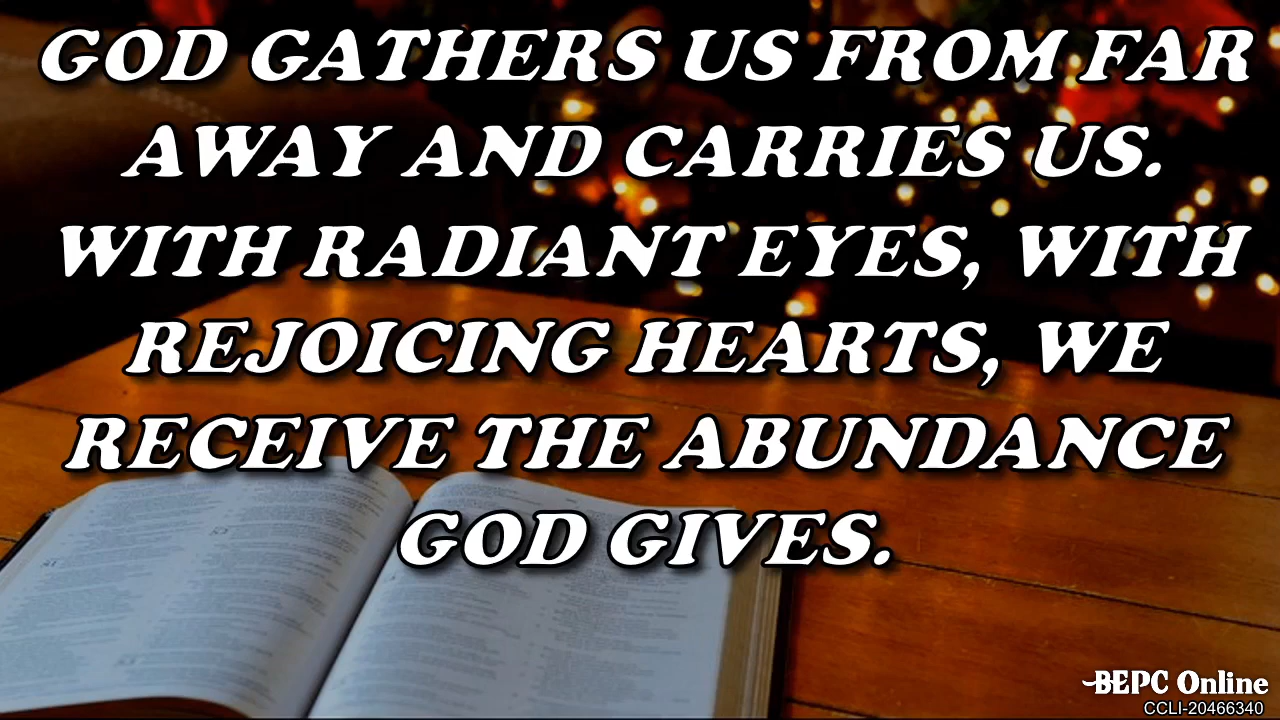 GOD GATHERS US FROM FAR
AWAY AND CARRIES US.
WITH RADIANT EYES, WITH
REJOICING HEARTS, WE
RECEIVE THE ABUNDANCE
GOD GIVES.
BEPC Online
CCLI-20466340